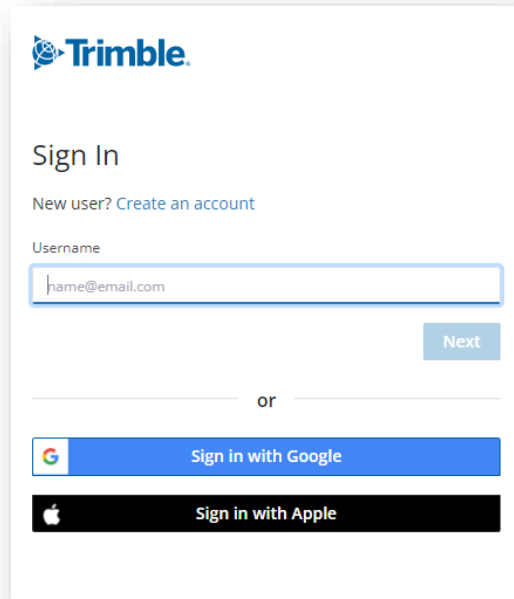 Trimble.
Sign In
New user? Create an account
Username
name@email.com
Next
or
G
Sign in with Google
Sign in with Apple